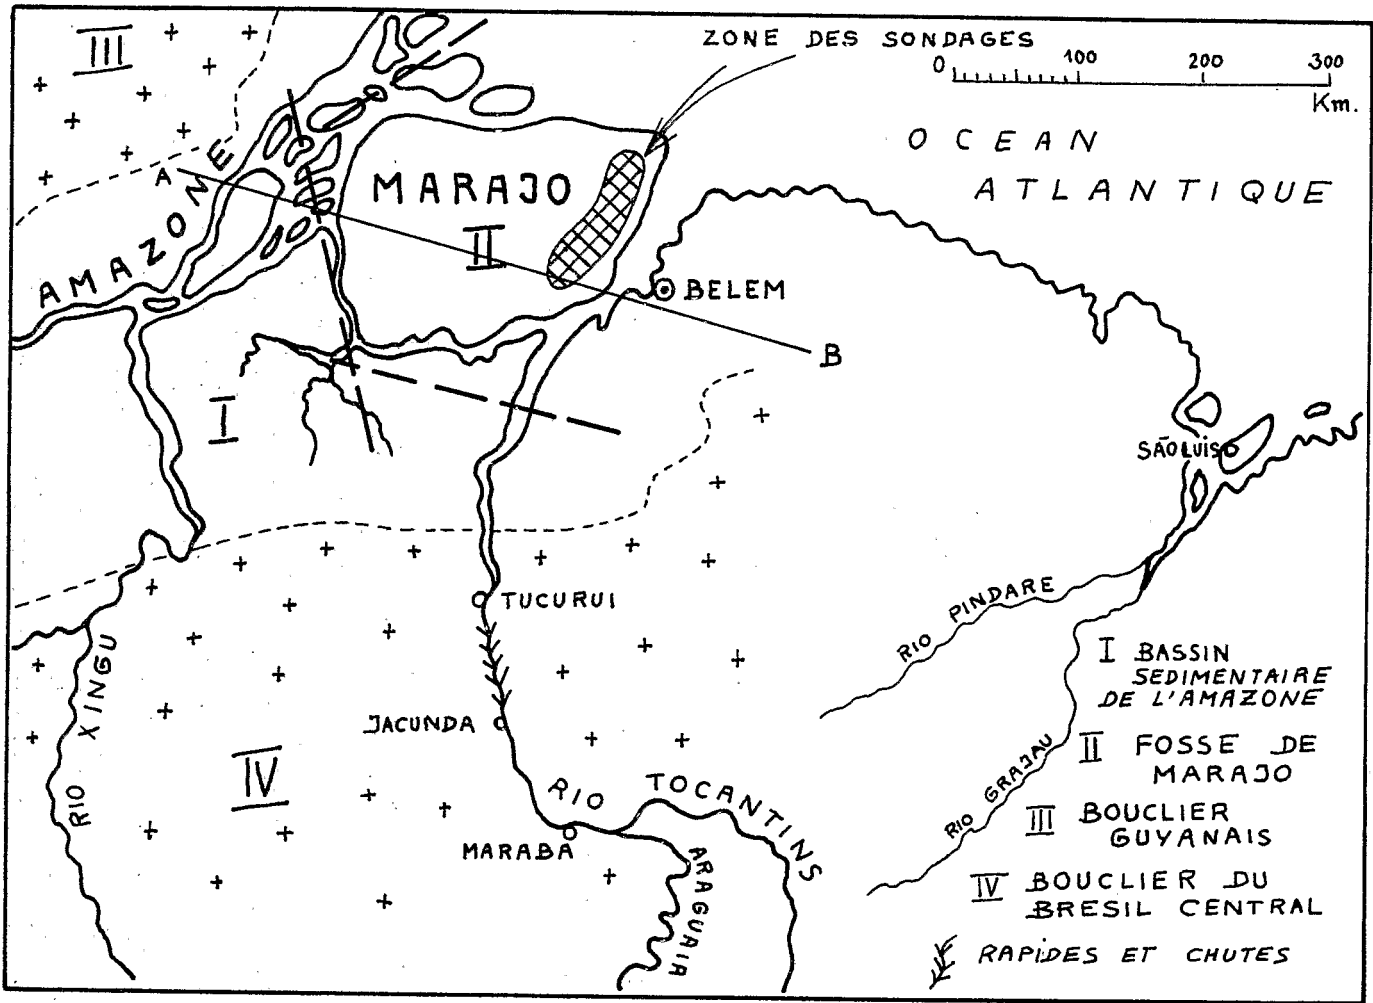 III
ZONE DES SONDAGES
0 100 200 300
Km.
OCEAN
ATLANTIQUE
A
AMAZONE
MARAJO
II
BELEM
B
I
SÃO LUIS
TUCURUI
RIO PINDARE
RIO XINGU
JACUNDA
IV
RIO TOCANTINS
MARABA
ARAGUAIA
RIO GRAJAU
I BASSIN
SEDIMENTAIRE
DE L'AMAZONE
II FOSSE DE
MARAJO
III BOUCLIER
GUYANAIS
IV BOUCLIER DU
BRESIL CENTRAL
RAPIDES ET CHUTES